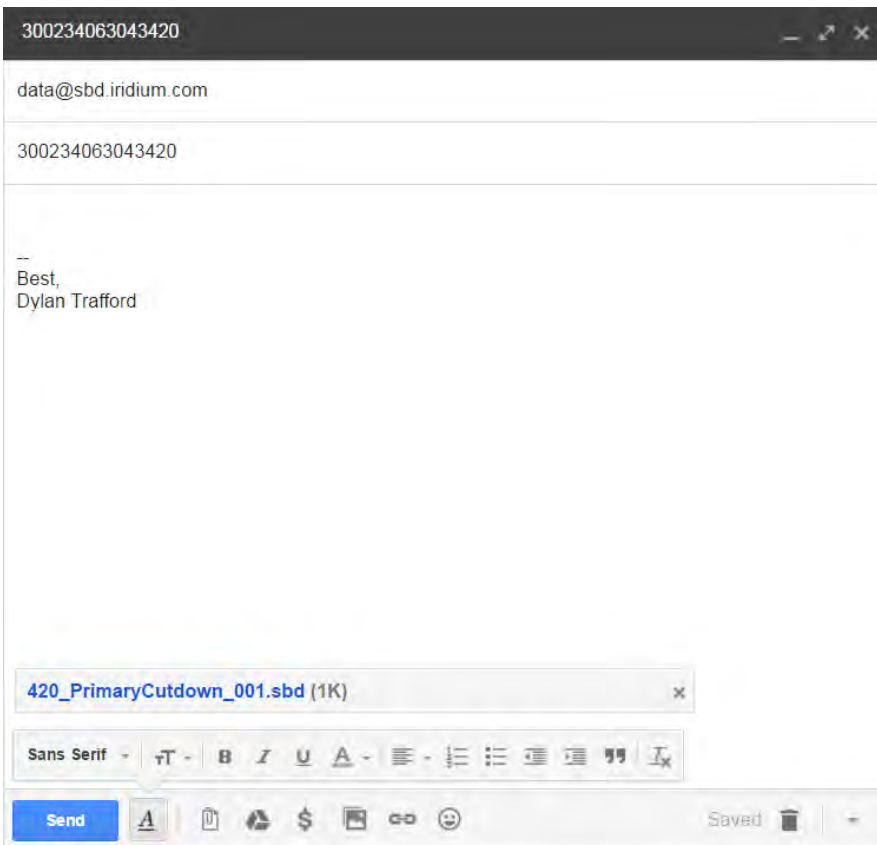 300234063043420
data@sbd.iridium.com
300234063043420
--
Best,
Dylan Trafford
420_PrimaryCutdown_001.sbd (1K)
Sans Serif
Send
Saved